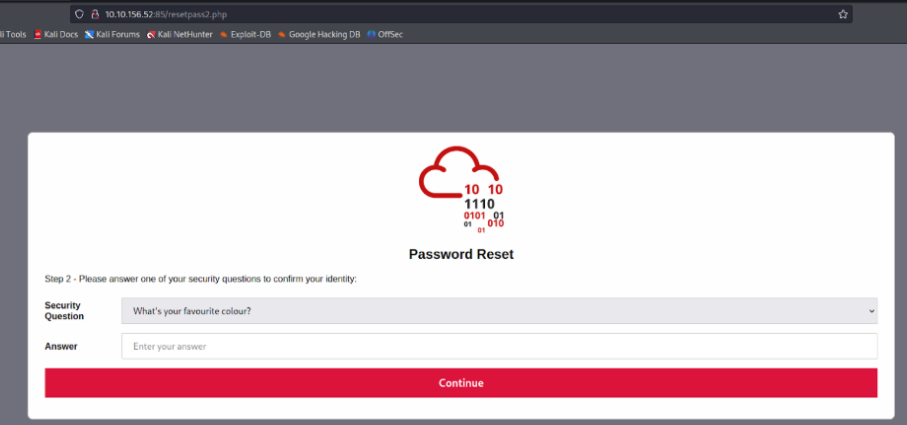 10.10.156.52:85/resetpass2.php
li Tools Kali Docs Kali Forums Kali NetHunter Exploit-DB Google Hacking DB OffSec
10 10
1110
0101 01
01 010
01
Password Reset
Step 2 - Please answer one of your security questions to confirm your identity:
Security
Question
What's your favourite colour?
Answer
Enter your answer
Continue